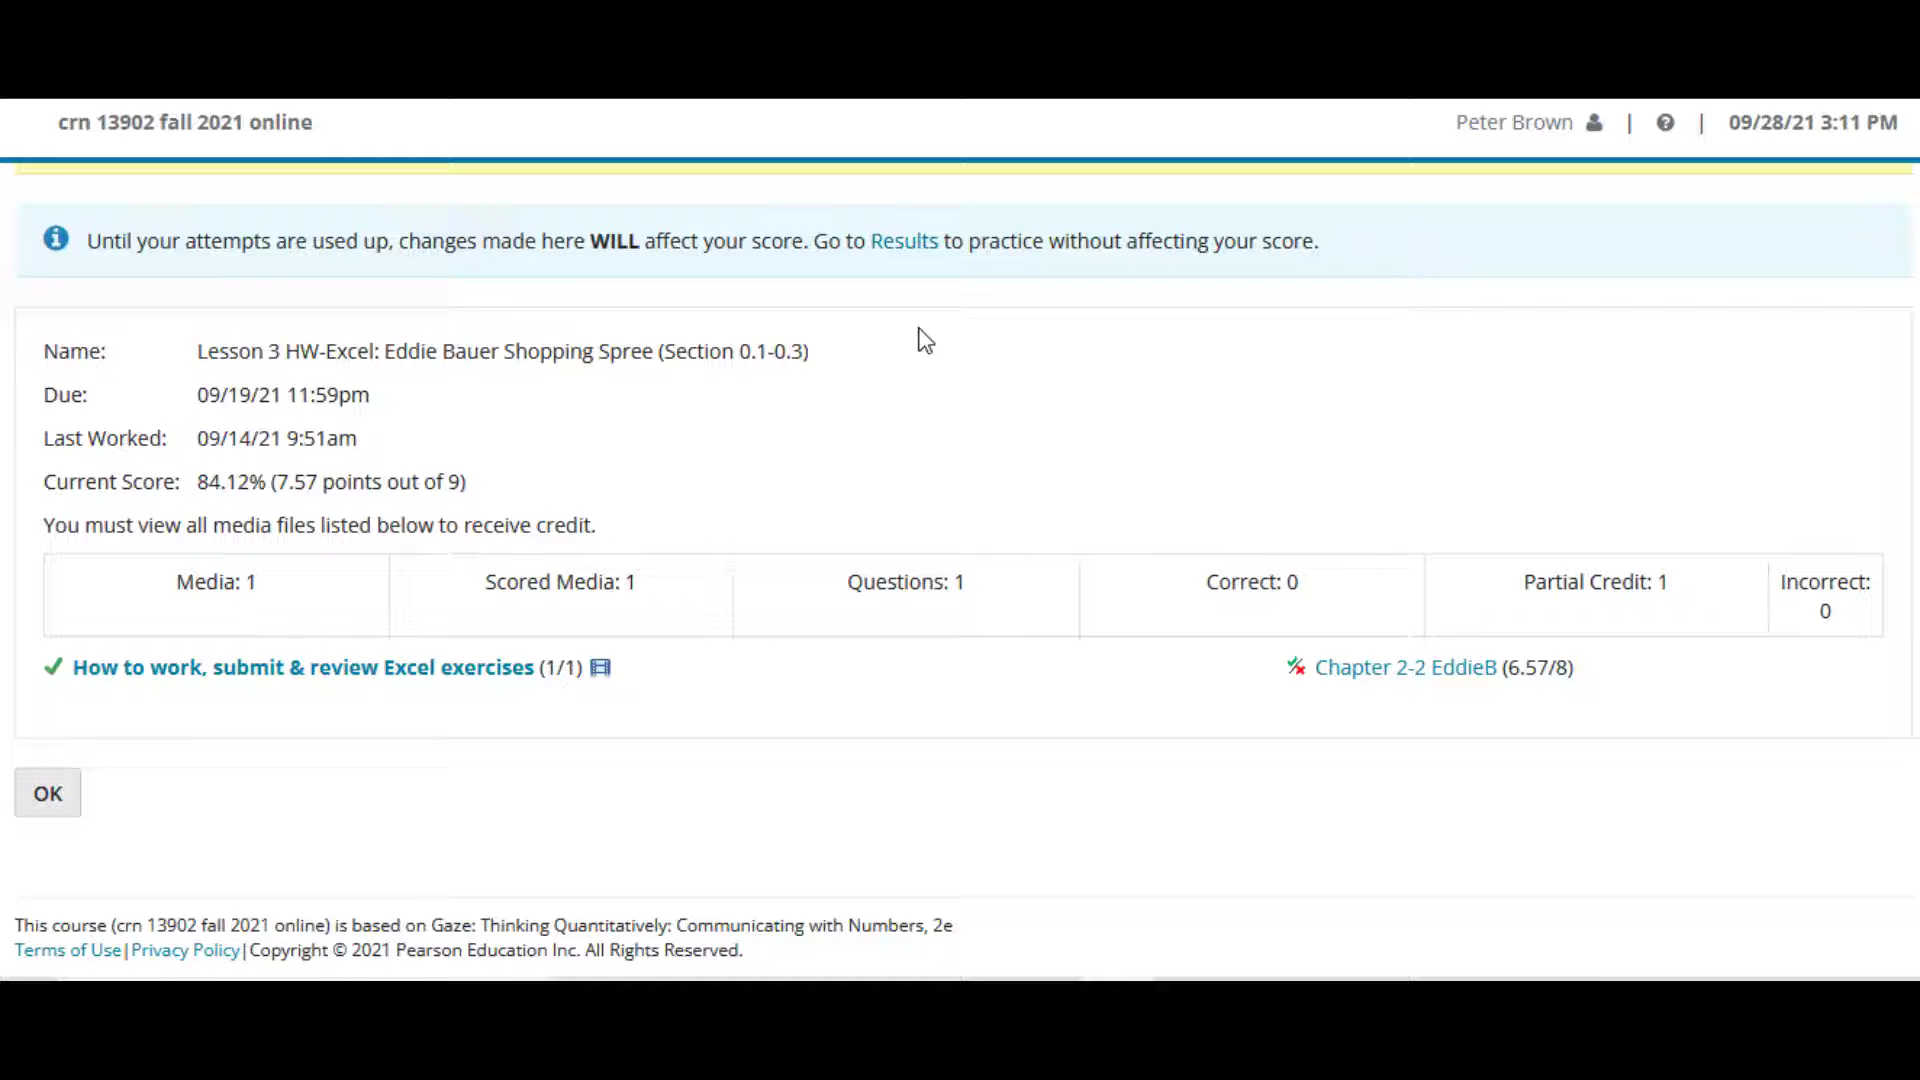 crn 13902 fall 2021 online
Peter Brown | | 09/28/21 3:11 PM
Until your attempts are used up, changes made here WILL affect your score. Go to Results to practice without affecting your score.
Name: Lesson 3 HW-Excel: Eddie Bauer Shopping Spree (Section 0.1-0.3)
Due: 09/19/21 11:59pm
Last Worked: 09/14/21 9:51am
Current Score: 84.12% (7.57 points out of 9)
You must view all media files listed below to receive credit.
Media: 1 Scored Media: 1 Questions: 1 Correct: 0 Partial Credit: 1 Incorrect: 0
How to work, submit & review Excel exercises (1/1) Chapter 2-2 EddieB (6.57/8)
OK
This course (crn 13902 fall 2021 online) is based on Gaze: Thinking Quantitatively: Communicating with Numbers, 2e
Terms of Use|Privacy Policy|Copyright © 2021 Pearson Education Inc. All Rights Reserved.